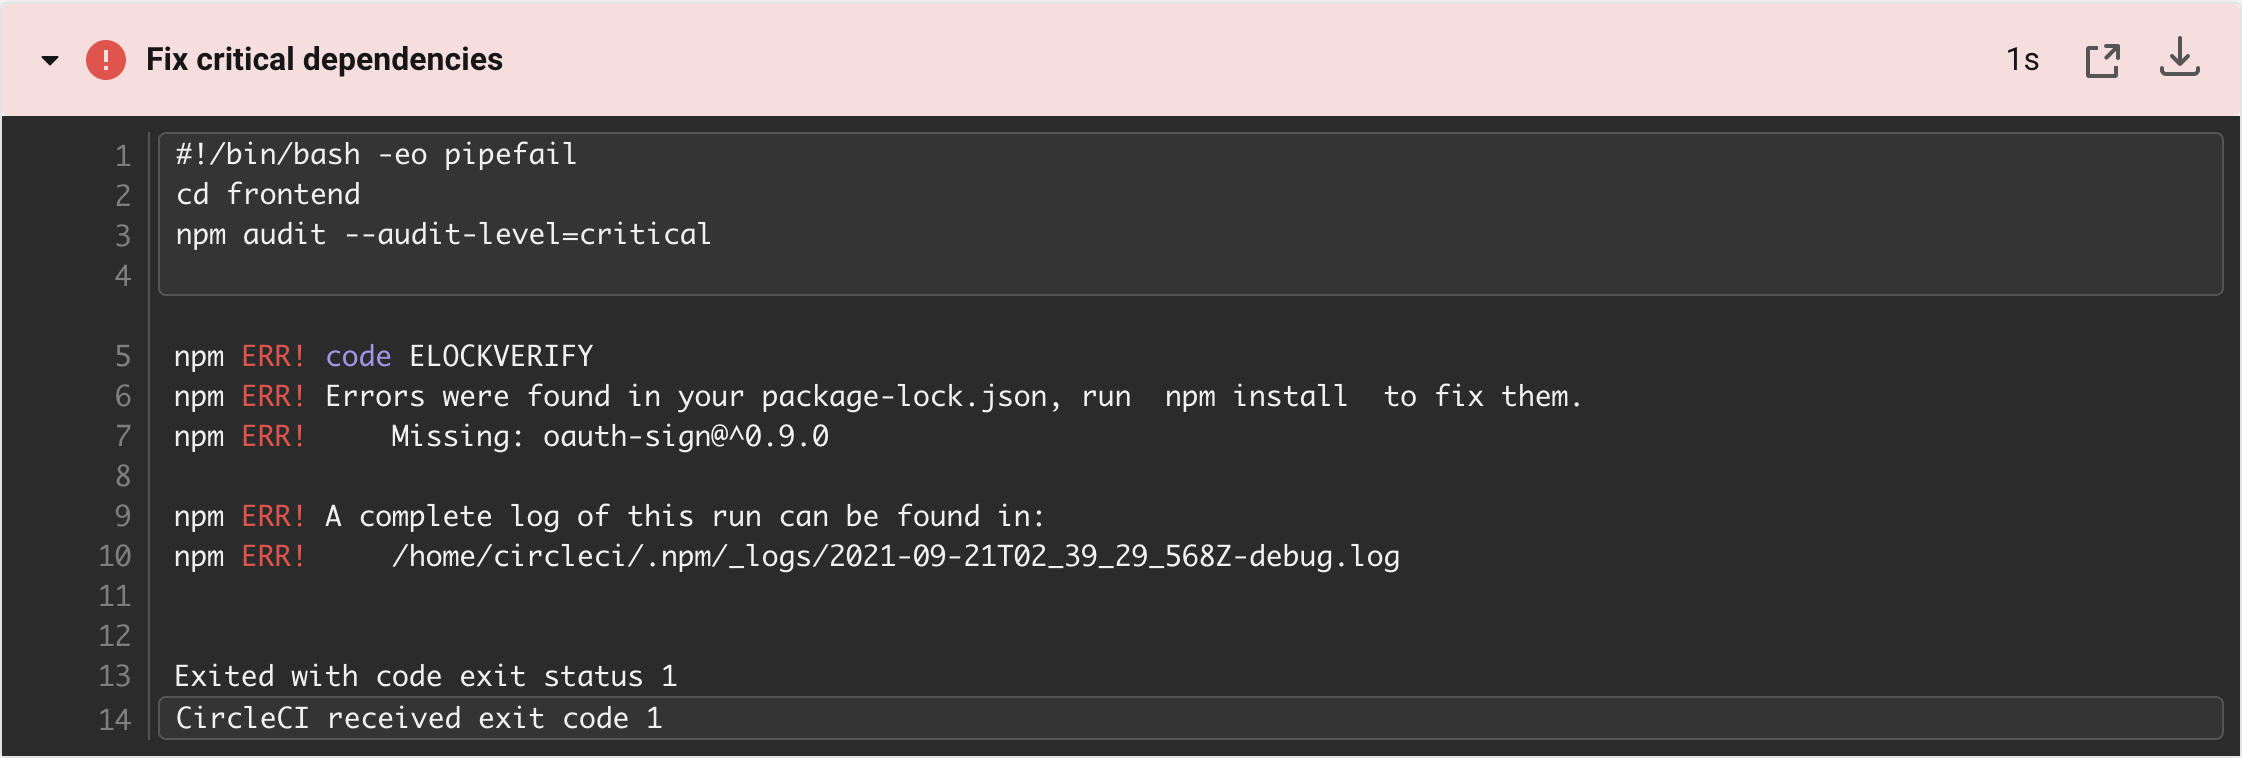 Fix critical dependencies 1s
1 #!/bin/bash -eo pipefail
2 cd frontend
3 npm audit --audit-level=critical
4
5 npm ERR! code ELOCKVERIFY
6 npm ERR! Errors were found in your package-lock.json, run  npm install  to fix them.
7 npm ERR!     Missing: oauth-sign@^0.9.0
8
9 npm ERR! A complete log of this run can be found in:
10 npm ERR!     /home/circleci/.npm/_logs/2021-09-21T02_39_29_568Z-debug.log
11
12
13 Exited with code exit status 1
14 CircleCI received exit code 1